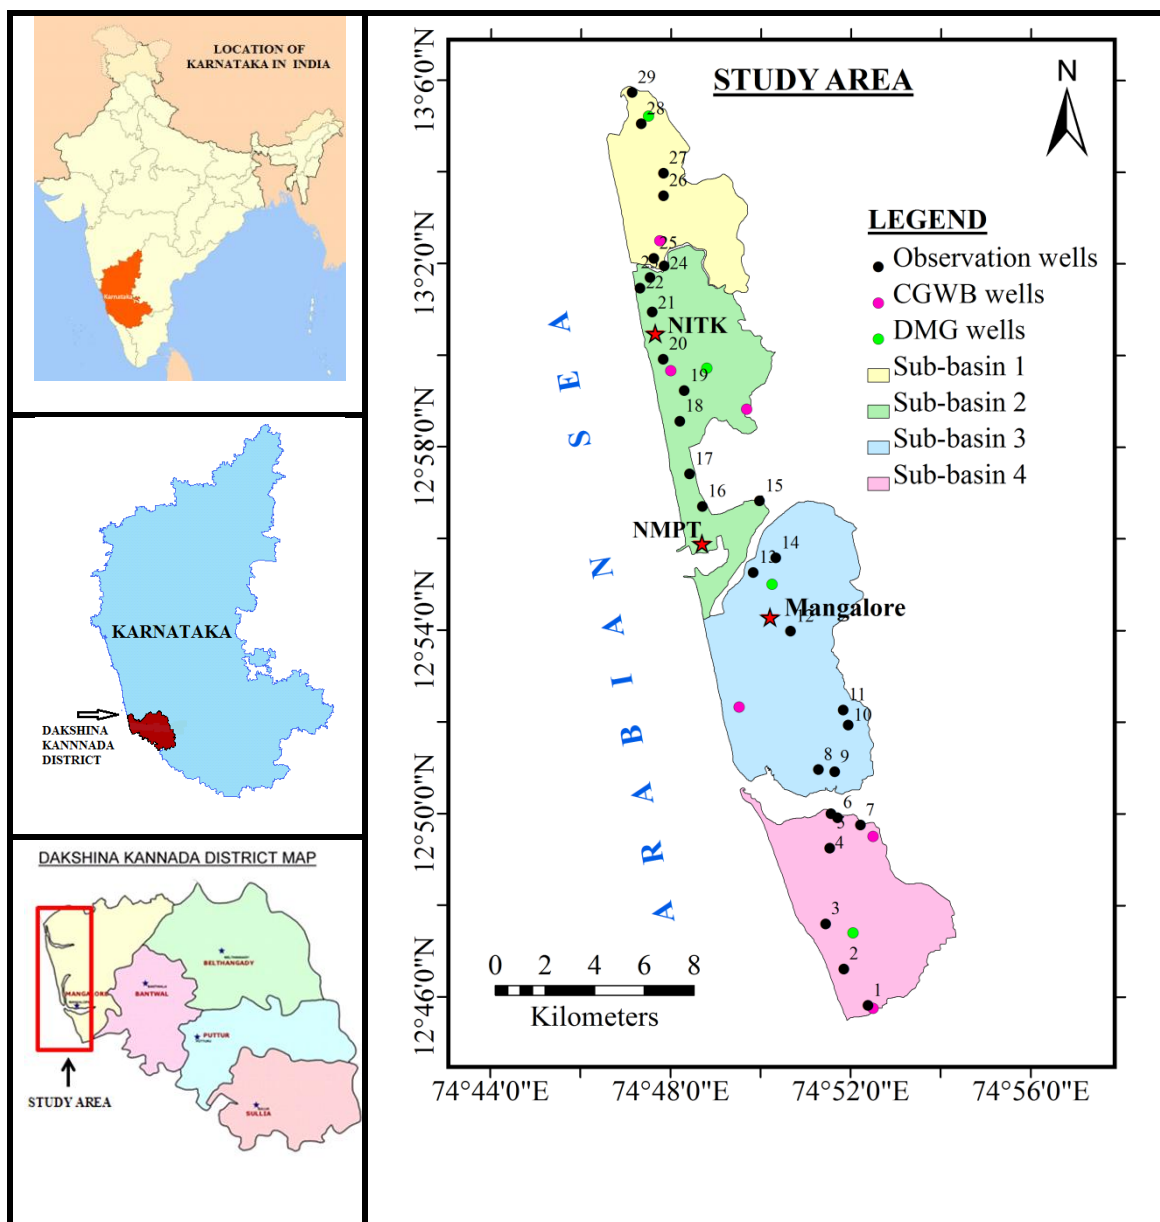 LOCATION OF
KARNATAKA IN INDIA
Karnataka
KARNATAKA
DAKSHINA
KANNNADA
DISTRICT
DAKSHINA KANNADA DISTRICT MAP
BELTHANGADY
MANGALORE
BANTWAL
PUTTUR
SULLIA
STUDY AREA
STUDY AREA
N
13°6'0"N
13°2'0"N
12°58'0"N
12°54'0"N
12°50'0"N
12°46'0"N
29
28
27
26
25
23
24
22
21
NITK
20
19
18
17
16
15
NMPT
14
13
Mangalore
12
11
10
8
9
6
7
5
4
3
2
1
ARABIAN SEA
LEGEND
Observation wells
CGWB wells
DMG wells
Sub-basin 1
Sub-basin 2
Sub-basin 3
Sub-basin 4
0 2 4 6 8
Kilometers
74°44'0"E 74°48'0"E 74°52'0"E 74°56'0"E